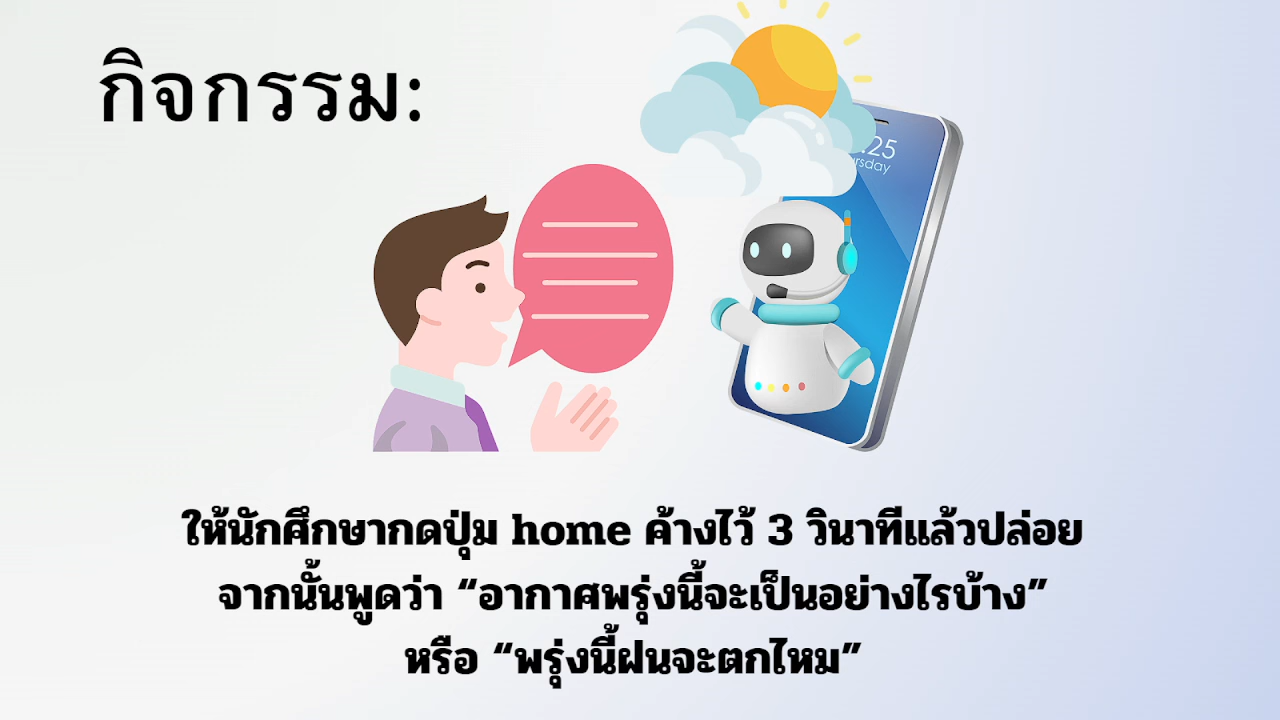 กิจกรรม:
:25
ให้นักศึกษากดปุ่ม home ค้างไว้ 3 วินาทีแล้วปล่อย
จากนั้นพูดว่า “อากาศพรุ่งนี้จะเป็นอย่างไรบ้าง”
หรือ “พรุ่งนี้ฝนจะตกไหม”